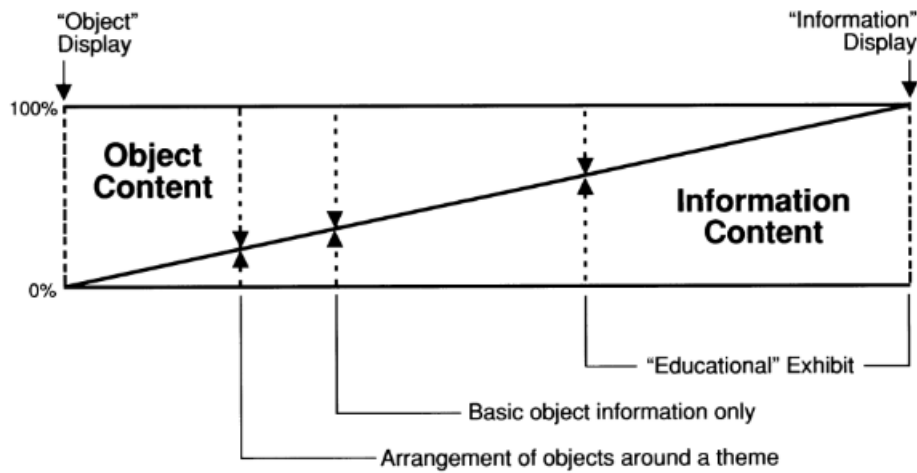 “Object”
Display
“Information”
Display
100%
Object
Content
Information
Content
0%
“Educational” Exhibit
Basic object information only
Arrangement of objects around a theme